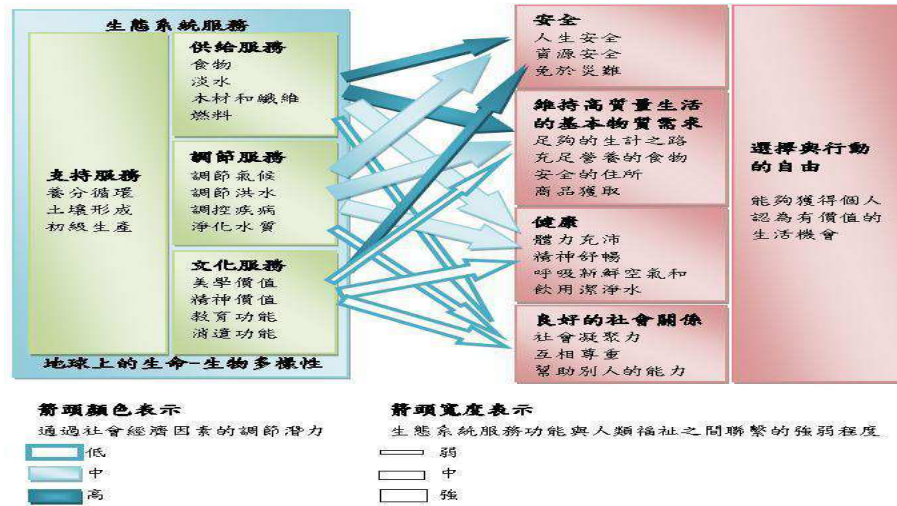 生態系統服務
支持服務
養分循環
土壤形成
初級生產
供給服務
食物
淡水
木材和纖維
燃料
調節服務
調節氣候
調節洪水
調控疾病
淨化水質
文化服務
美學價值
精神價值
教育功能
消遣功能
地球上的生命-生物多樣性
安全
人生安全
資源安全
免於災難
維持高質量生活
的基本物質需求
足夠的生計之路
充足營養的食物
安全的住所
商品獲取
健康
體力充沛
精神舒暢
呼吸新鮮空氣和
飲用潔淨水
良好的社會關係
社會凝聚力
互相尊重
幫助別人的能力
選擇與行動
的自由
能夠獲得個人
認為有價值的
生活機會
箭頭顏色表示
通過社會經濟因素的調節潛力
低
中
高
箭頭寬度表示
生態系統服務功能與人類福祉之間聯繫的強弱程度
弱
中
強